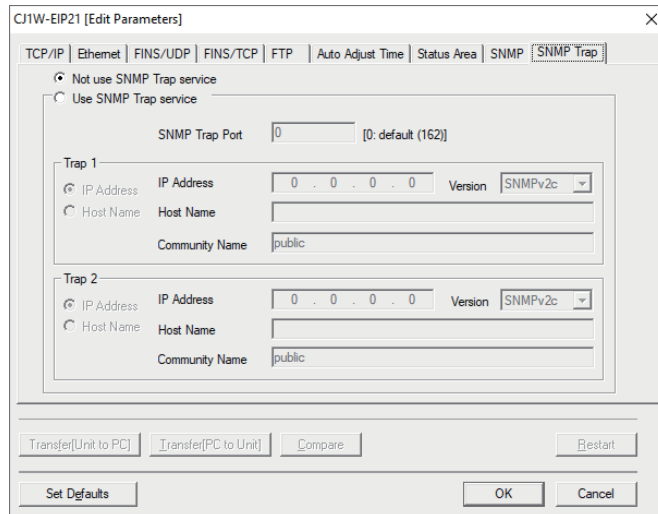 CJ1W-EIP21 [Edit Parameters]
TCP/IP Ethernet FINS/UDP FINS/TCP FTP Auto Adjust Time Status Area SNMP SNMP Trap
Not use SNMP Trap service
Use SNMP Trap service
SNMP Trap Port 0 [0: default (162)]
Trap 1
IP Address IP Address 0 . 0 . 0 . 0 Version SNMPv2c
Host Name Host Name
Community Name public
Trap 2
IP Address IP Address 0 . 0 . 0 . 0 Version SNMPv2c
Host Name Host Name
Community Name public
Transfer[Unit to PC] Transfer[PC to Unit] Compare Restart
Set Defaults OK Cancel